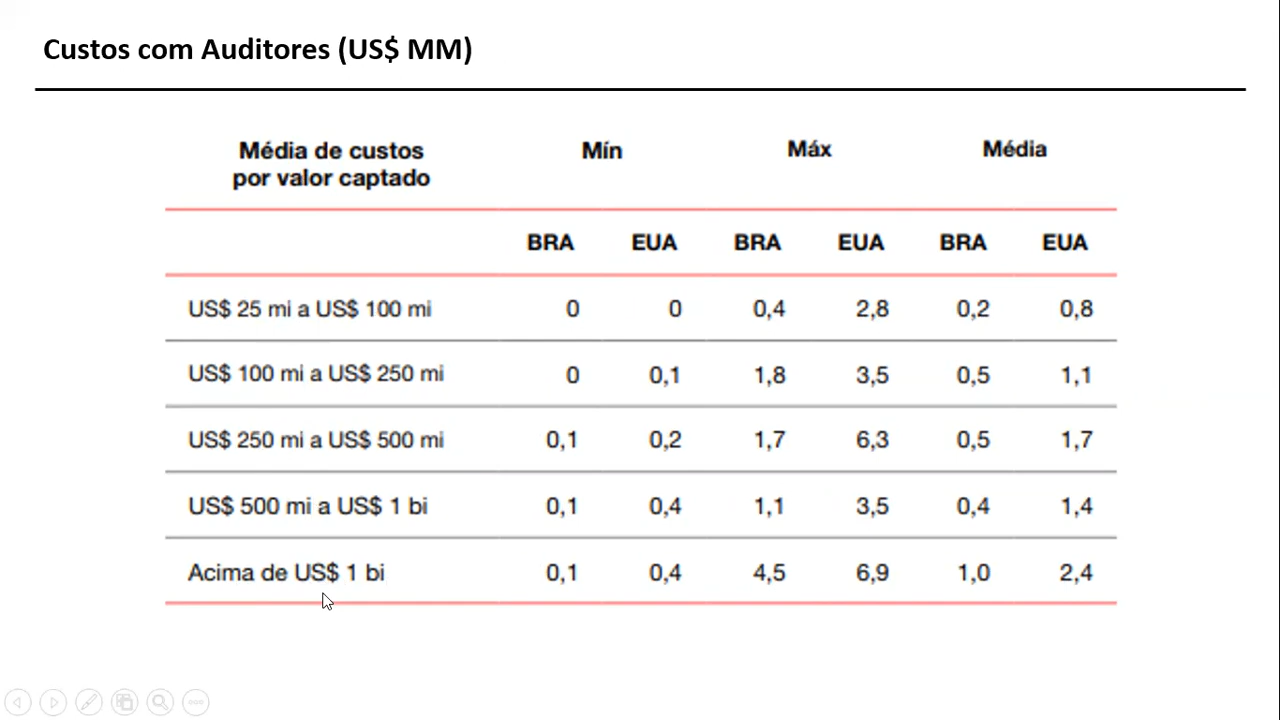 Custos com Auditores (US$ MM)
Média de custos por valor captado Mín Máx Média
BRA EUA BRA EUA BRA EUA
US$ 25 mi a US$ 100 mi 0 0 0,4 2,8 0,2 0,8
US$ 100 mi a US$ 250 mi 0 0,1 1,8 3,5 0,5 1,1
US$ 250 mi a US$ 500 mi 0,1 0,2 1,7 6,3 0,5 1,7
US$ 500 mi a US$ 1 bi 0,1 0,4 1,1 3,5 0,4 1,4
Acima de US$ 1 bi 0,1 0,4 4,5 6,9 1,0 2,4